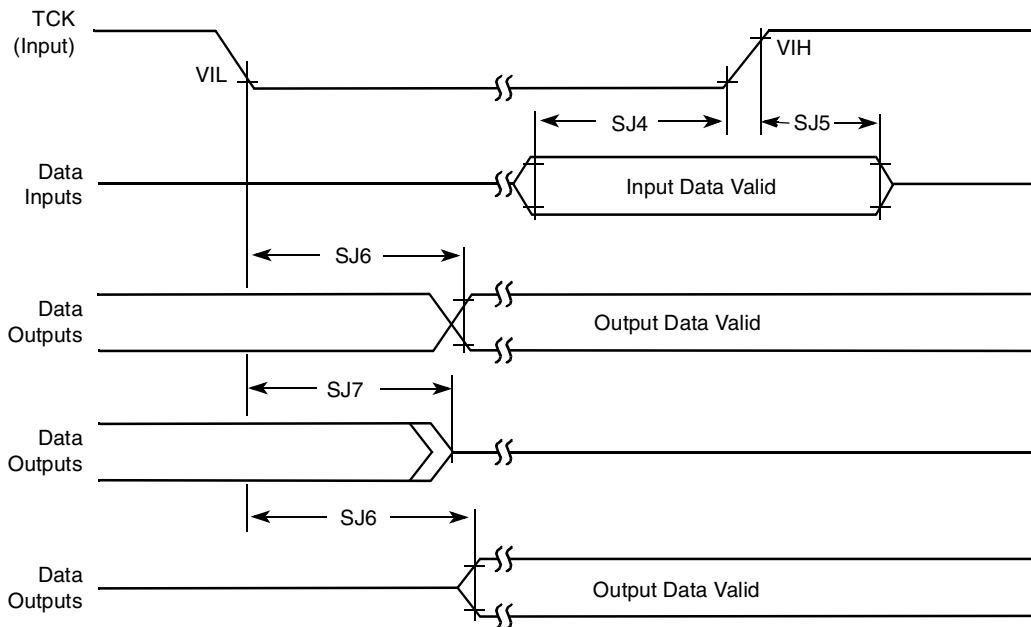 TCK
(Input)
VIL
VIH
SJ4
SJ5
Data
Inputs
Input Data Valid
SJ6
Data
Outputs
Output Data Valid
SJ7
Data
Outputs
SJ6
Data
Outputs
Output Data Valid